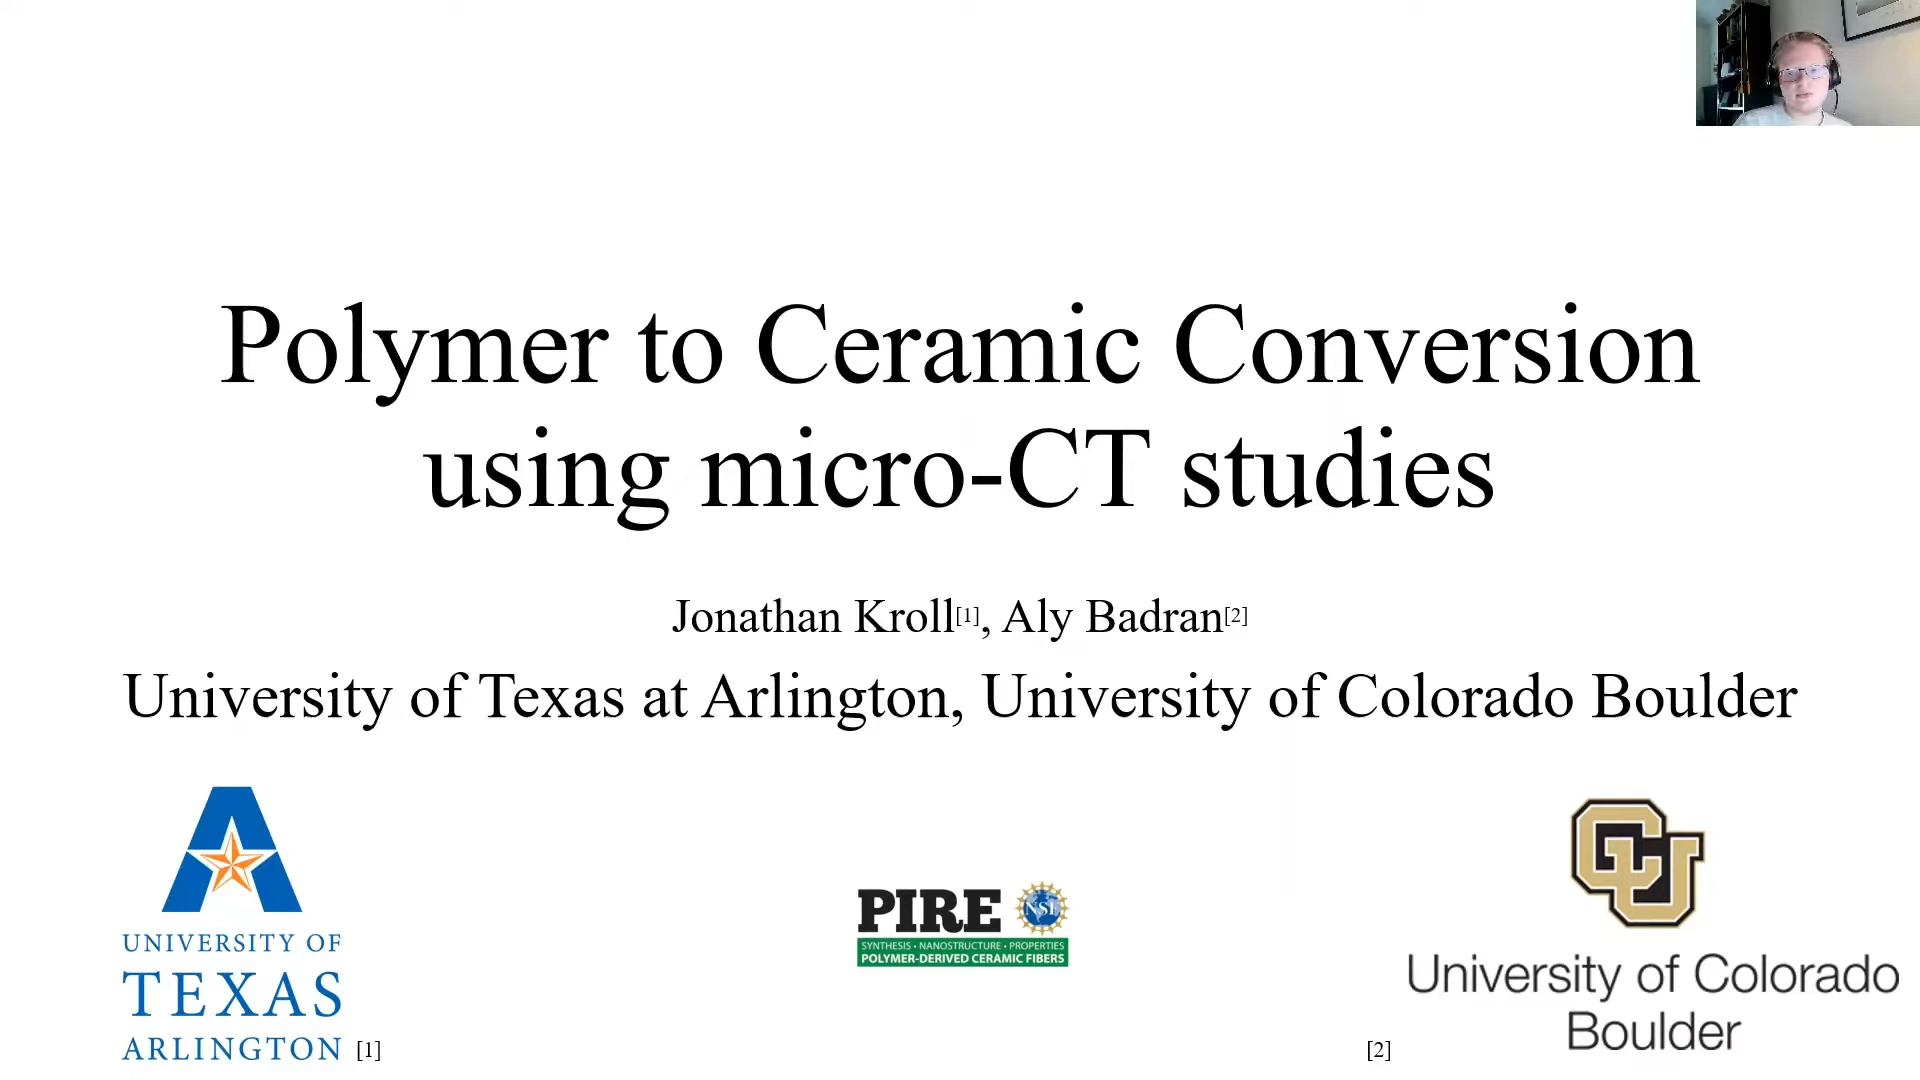 Polymer to Ceramic Conversion
using micro-CT studies
Jonathan Kroll[1], Aly Badran[2]
University of Texas at Arlington, University of Colorado Boulder
UNIVERSITY OF
TEXAS
ARLINGTON [1]
PIRE NSF
SYNTHESIS • NANOSTRUCTURE • PROPERTIES
POLYMER-DERIVED CERAMIC FIBERS
CU
University of Colorado
Boulder
[2]